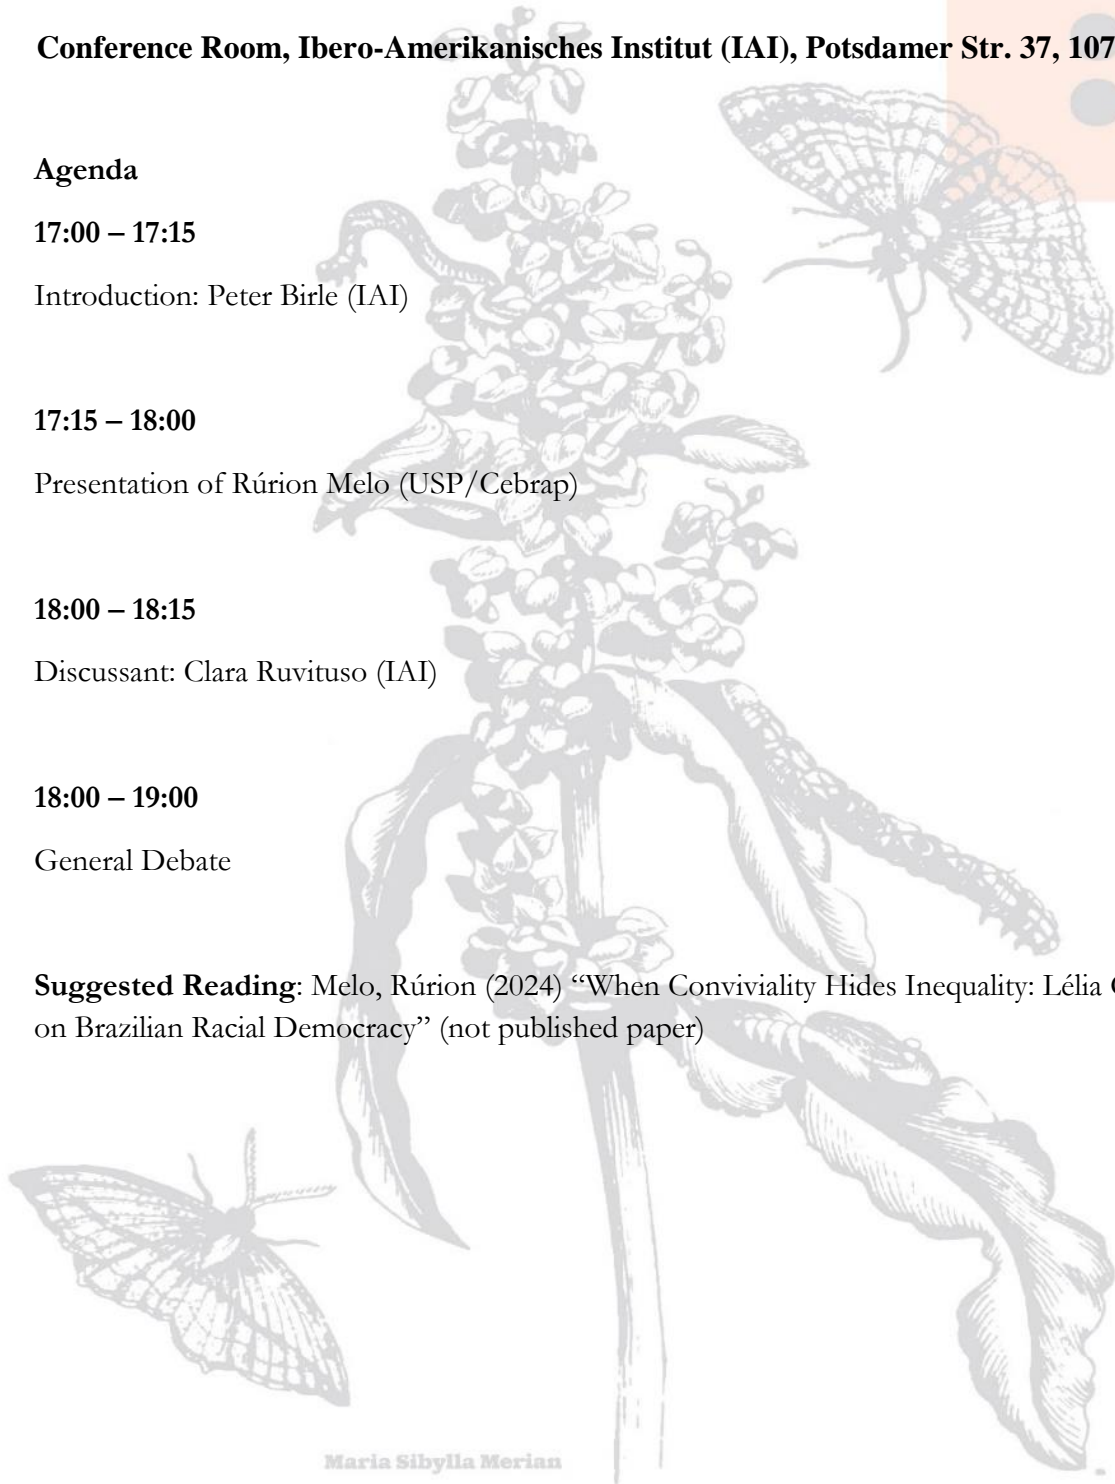 Conference Room, Ibero-Amerikanisches Institut (IAI), Potsdamer Str. 37, 107
Agenda
17:00 – 17:15
Introduction: Peter Birle (IAI)
17:15 – 18:00
Presentation of Rúrion Melo (USP/Cebrap)
18:00 – 18:15
Discussant: Clara Ruvituso (IAI)
18:00 – 19:00
General Debate
Suggested Reading: Melo, Rúrion (2024) “When Conviviality Hides Inequality: Lélia
on Brazilian Racial Democracy” (not published paper)
Maria Sibylla Merian